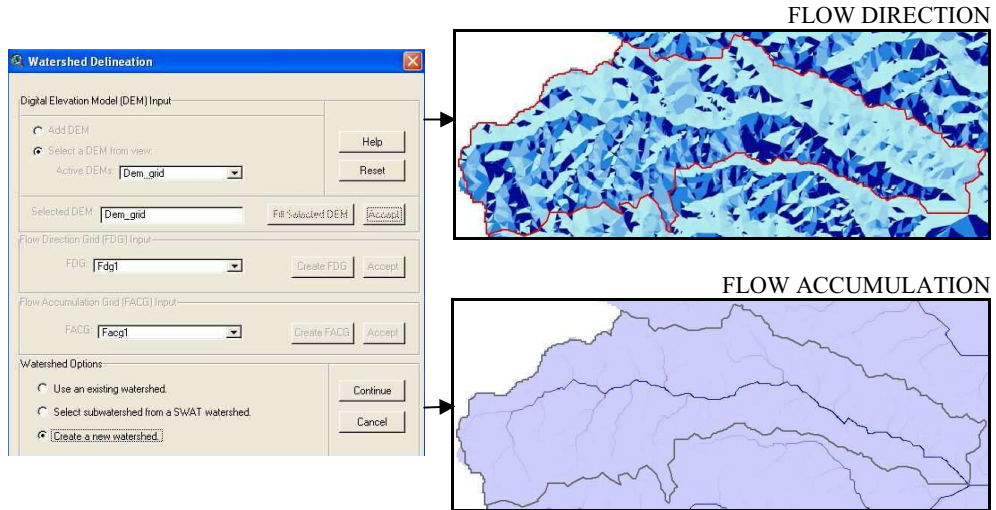 FLOW DIRECTION
Watershed Delineation
Digital Elevation Model (DEM) Input
Add DEM
Select a DEM from view:
Active DEMs: Dem_grid
Help
Reset
Selected DEM: Dem_grid
Fill Selected DEM
Accept
Flow Direction Grid (FDG) Input
FDG: Fdg1
Create FDG
Accept
Flow Accumulation Grid (FACG) Input
FACG: Facg1
Create FACG
Accept
Watershed Options
Use an existing watershed.
Select subwatershed from a SWAT watershed.
Create a new watershed.
Continue
Cancel
FLOW ACCUMULATION